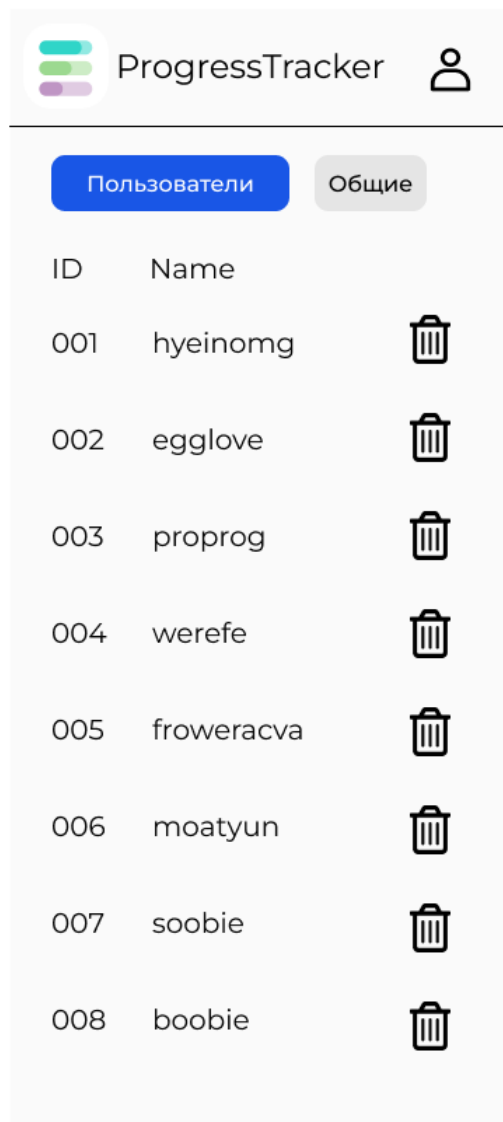 ProgressTracker
Пользователи Общие
ID Name
001 hyeinomg
002 egglove
003 proprog
004 werefe
005 froweracva
006 moatyun
007 soobie
008 boobie